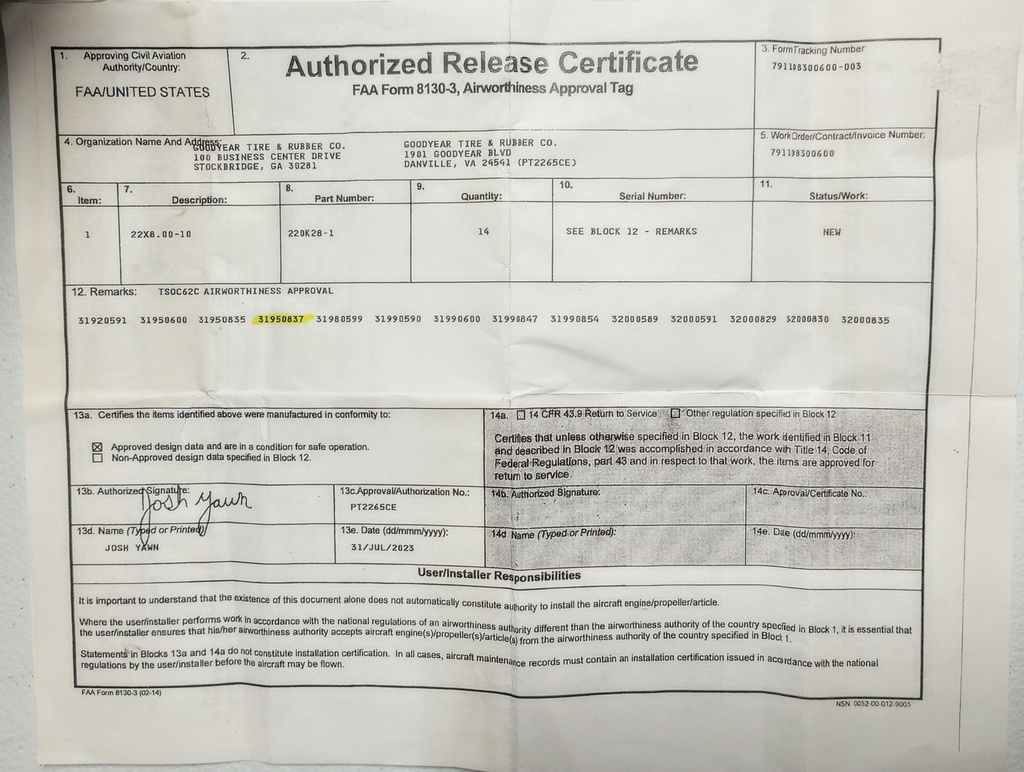 1. Approving Civil Aviation Authority/Country:
FAA/UNITED STATES
2.
Authorized Release Certificate
FAA Form 8130-3, Airworthiness Approval Tag
3. Form Tracking Number
791108300600-003
4. Organization Name And Address:
GOODYEAR TIRE & RUBBER CO.
100 BUSINESS CENTER DRIVE
STOCKBRIDGE, GA 30281
GOODYEAR TIRE & RUBBER CO.
1901 GOODYEAR BLVD
DANVILLE, VA 24541 (PT2265CE)
5. Work Order/Contract/Invoice Number:
791108300600
6. Item:
7. Description:
8. Part Number:
9. Quantity:
10. Serial Number:
11. Status/Work:
1
22X8.00-10
220K28-1
14
SEE BLOCK 12 - REMARKS
NEW
12. Remarks: TSOC62C AIRWORTHINESS APPROVAL
31920591 31950600 31950835 31950837 31980599 31990590 31990600 31990847 31990854 32000589 32000591 32000829 32000830 32000835
13a. Certifies the items identified above were manufactured in conformity to:
Approved design data and are in a condition for safe operation.
Non-Approved design data specified in Block 12.
14a. 14 CFR 43.9 Return to Service Other regulation specified in Block 12
Certifies that unless otherwise specified in Block 12, the work identified in Block 11
and described in Block 12 was accomplished in accordance with Title 14, Code of
Federal Regulations, part 43 and in respect to that work, the items are approved for
return to service.
13b. Authorized Signature:
Josh Yawn
13c. Approval/Authorization No.:
PT2265CE
14b. Authorized Signature:
14c. Approval/Certificate No.:
13d. Name (Typed or Printed)
JOSH YAWN
13e. Date (dd/mmm/yyyy):
31/JUL/2023
14d Name (Typed or Printed):
14e. Date (dd/mmm/yyyy):
User/Installer Responsibilities
It is important to understand that the existence of this document alone does not automatically constitute authority to install the aircraft engine/propeller/article.
Where the user/installer performs work in accordance with the national regulations of an airworthiness authority different than the airworthiness authority of the country specified in Block 1, it is essential that
the user/installer ensures that his/her airworthiness authority accepts aircraft engine(s)/propeller(s)/article(s) from the airworthiness authority of the country specified in Block 1.
Statements in Blocks 13a and 14a do not constitute installation certification. In all cases, aircraft maintenance records must contain an installation certification issued in accordance with the national
regulations by the user/installer before the aircraft may be flown.
FAA Form 8130-3 (02-14)
NSN: 0052-00-012-9005